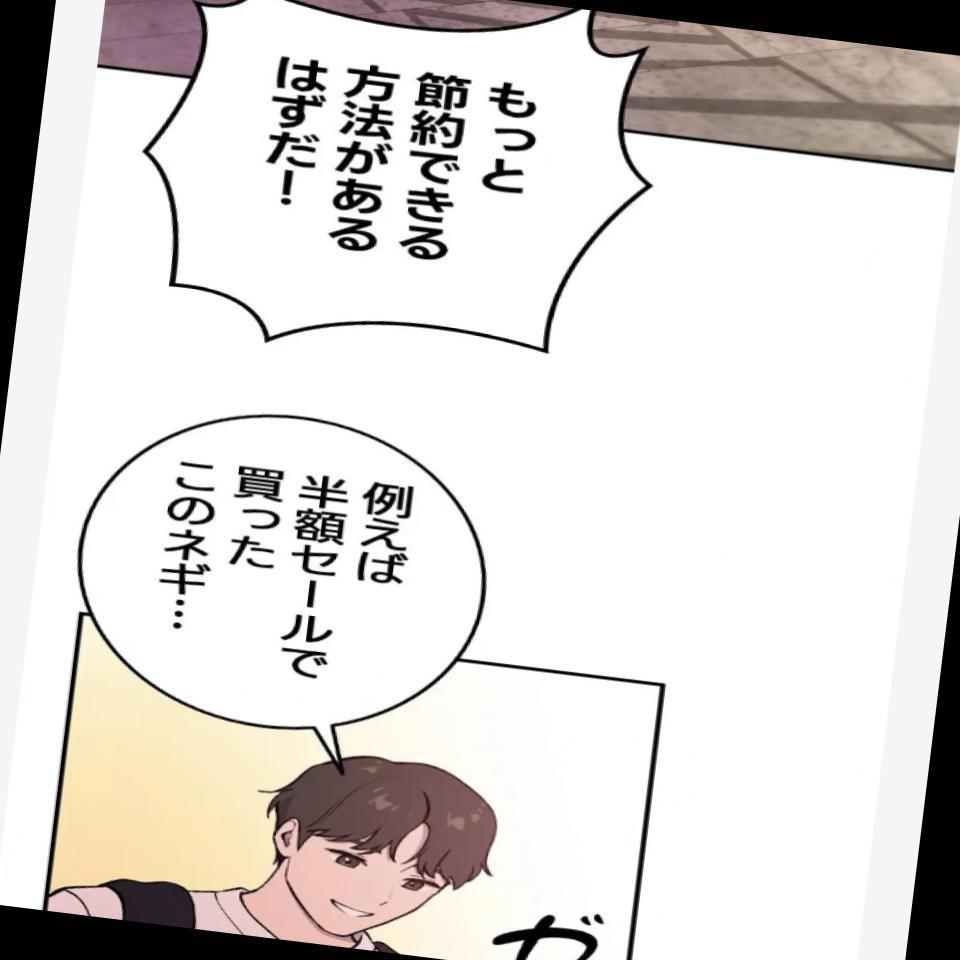 もっと
節約できる
方法がある
はずだ!
例えば
半額セールで
買った
このネギ…
ガ